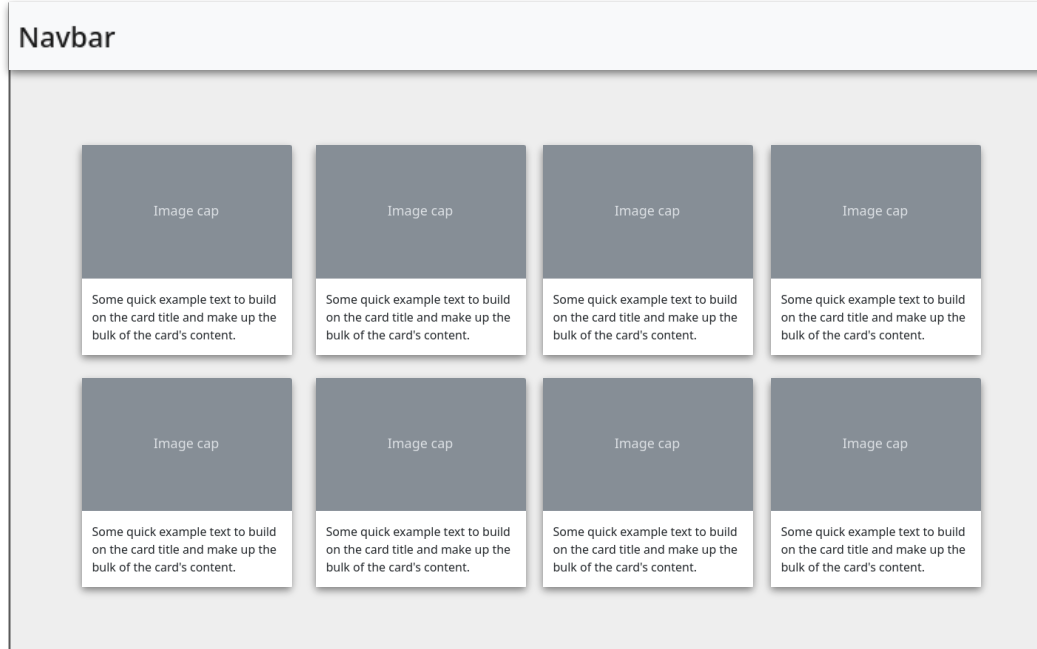 Navbar
Image cap
Image cap
Image cap
Image cap
Some quick example text to build
on the card title and make up the
bulk of the card's content.
Some quick example text to build
on the card title and make up the
bulk of the card's content.
Some quick example text to build
on the card title and make up the
bulk of the card's content.
Some quick example text to build
on the card title and make up the
bulk of the card's content.
Image cap
Image cap
Image cap
Image cap
Some quick example text to build
on the card title and make up the
bulk of the card's content.
Some quick example text to build
on the card title and make up the
bulk of the card's content.
Some quick example text to build
on the card title and make up the
bulk of the card's content.
Some quick example text to build
on the card title and make up the
bulk of the card's content.